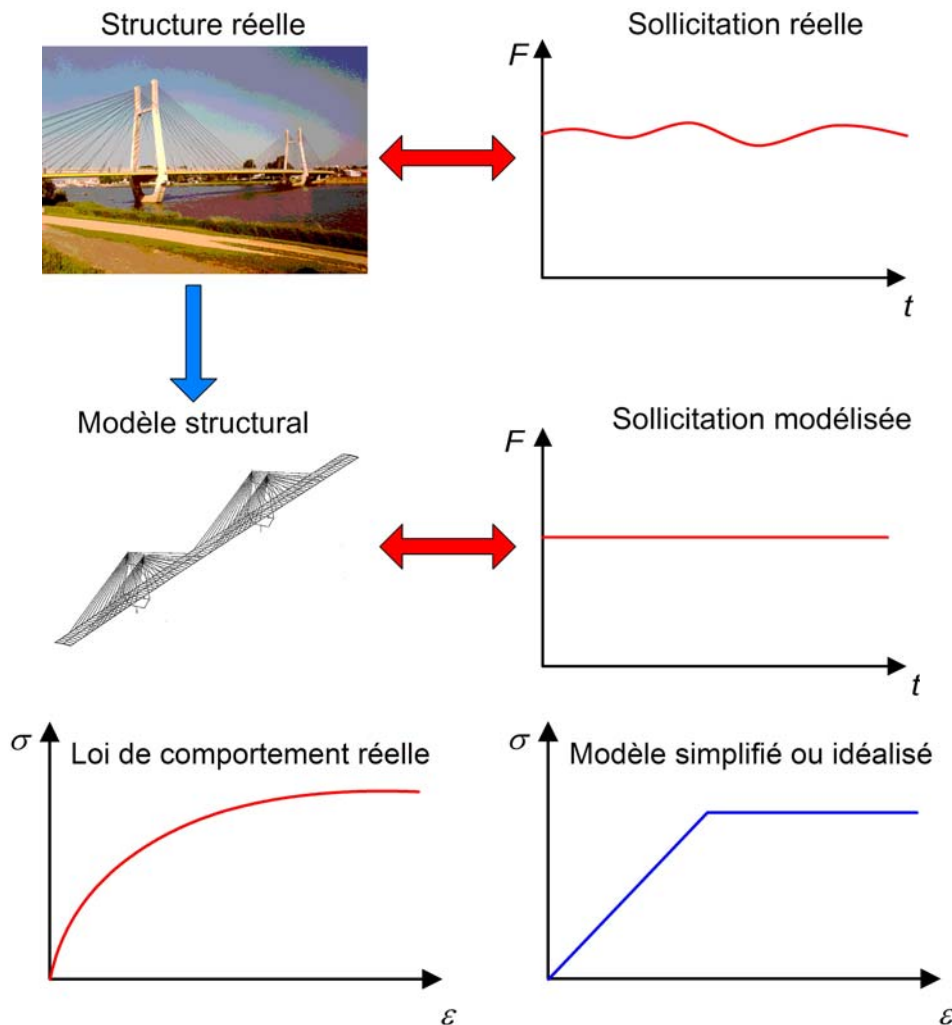 Structure réelle
Sollicitation réelle
F
t
Modèle structural
Sollicitation modélisée
F
t
σ
Loi de comportement réelle
ε
σ
Modèle simplifié ou idéalisé
ε